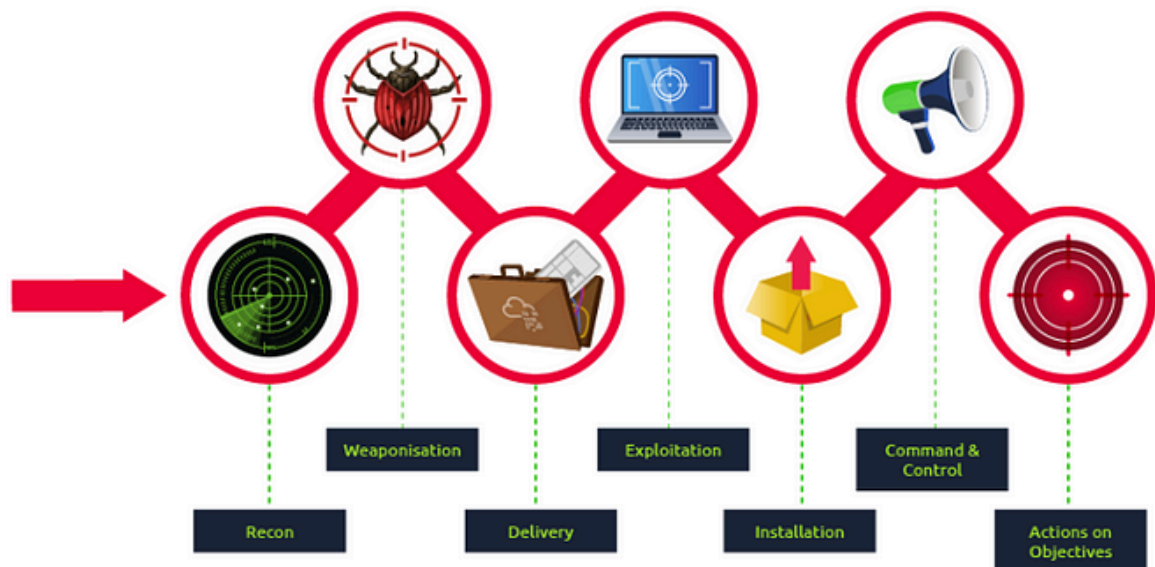 Weaponisation
Exploitation
Command &
Control
Recon
Delivery
Installation
Actions on
Objectives